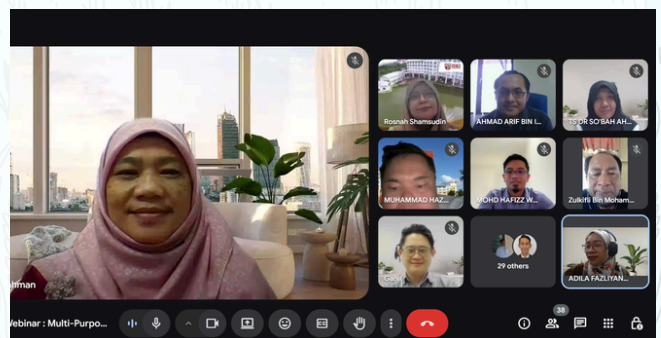 Rosnah Shamsudin
AHMAD ARIF BIN I...
TS DR SO'BAH AH...
MUHAMMAD HAZ...
MOHD HAFIZZ W...
Zulkifli Bin Moham...
29 others
ADILA FAZLIYAN...
ahman
Webinar : Multi-Purpo...
38